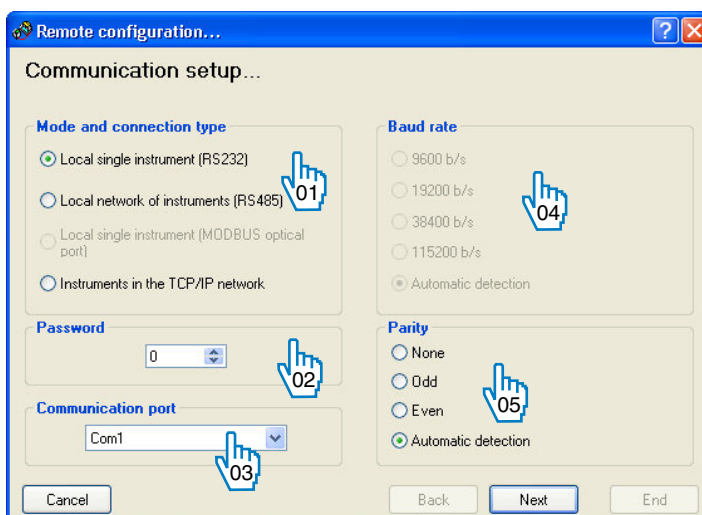 Remote configuration...
Communication setup...
Mode and connection type
Local single instrument (RS232)
Local network of instruments (RS485)
Local single instrument (MODBUS optical
port)
Instruments in the TCP/IP network
01
Password
0
02
Communication port
Com1
03
Baud rate
9600 b/s
19200 b/s
38400 b/s
115200 b/s
Automatic detection
04
Parity
None
Odd
Even
Automatic detection
05
Cancel
Back
Next
End